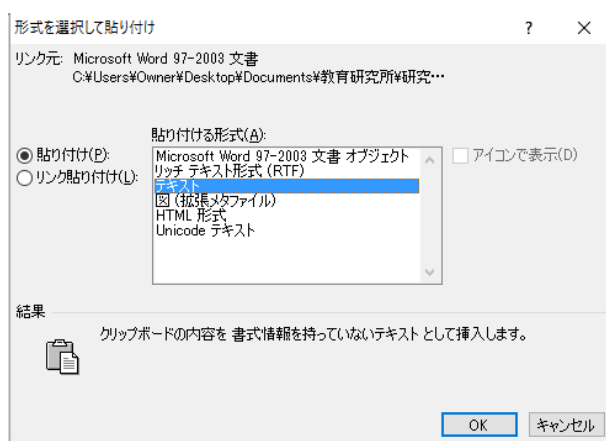 形式を選択して貼り付け ? ×
リンク元: Microsoft Word 97-2003 文書
C:¥Users¥Owner¥Desktop¥Documents¥教育研究所¥研究…
貼り付ける形式(A):
貼り付け(P):
リンク貼り付け(L):
Microsoft Word 97-2003 文書 オブジェクト
リッチ テキスト形式 (RTF)
テキスト
図 (拡張メタファイル)
HTML 形式
Unicode テキスト
アイコンで表示(D)
結果
クリップボードの内容を 書式情報を持っていないテキスト として挿入します。
OK キャンセル